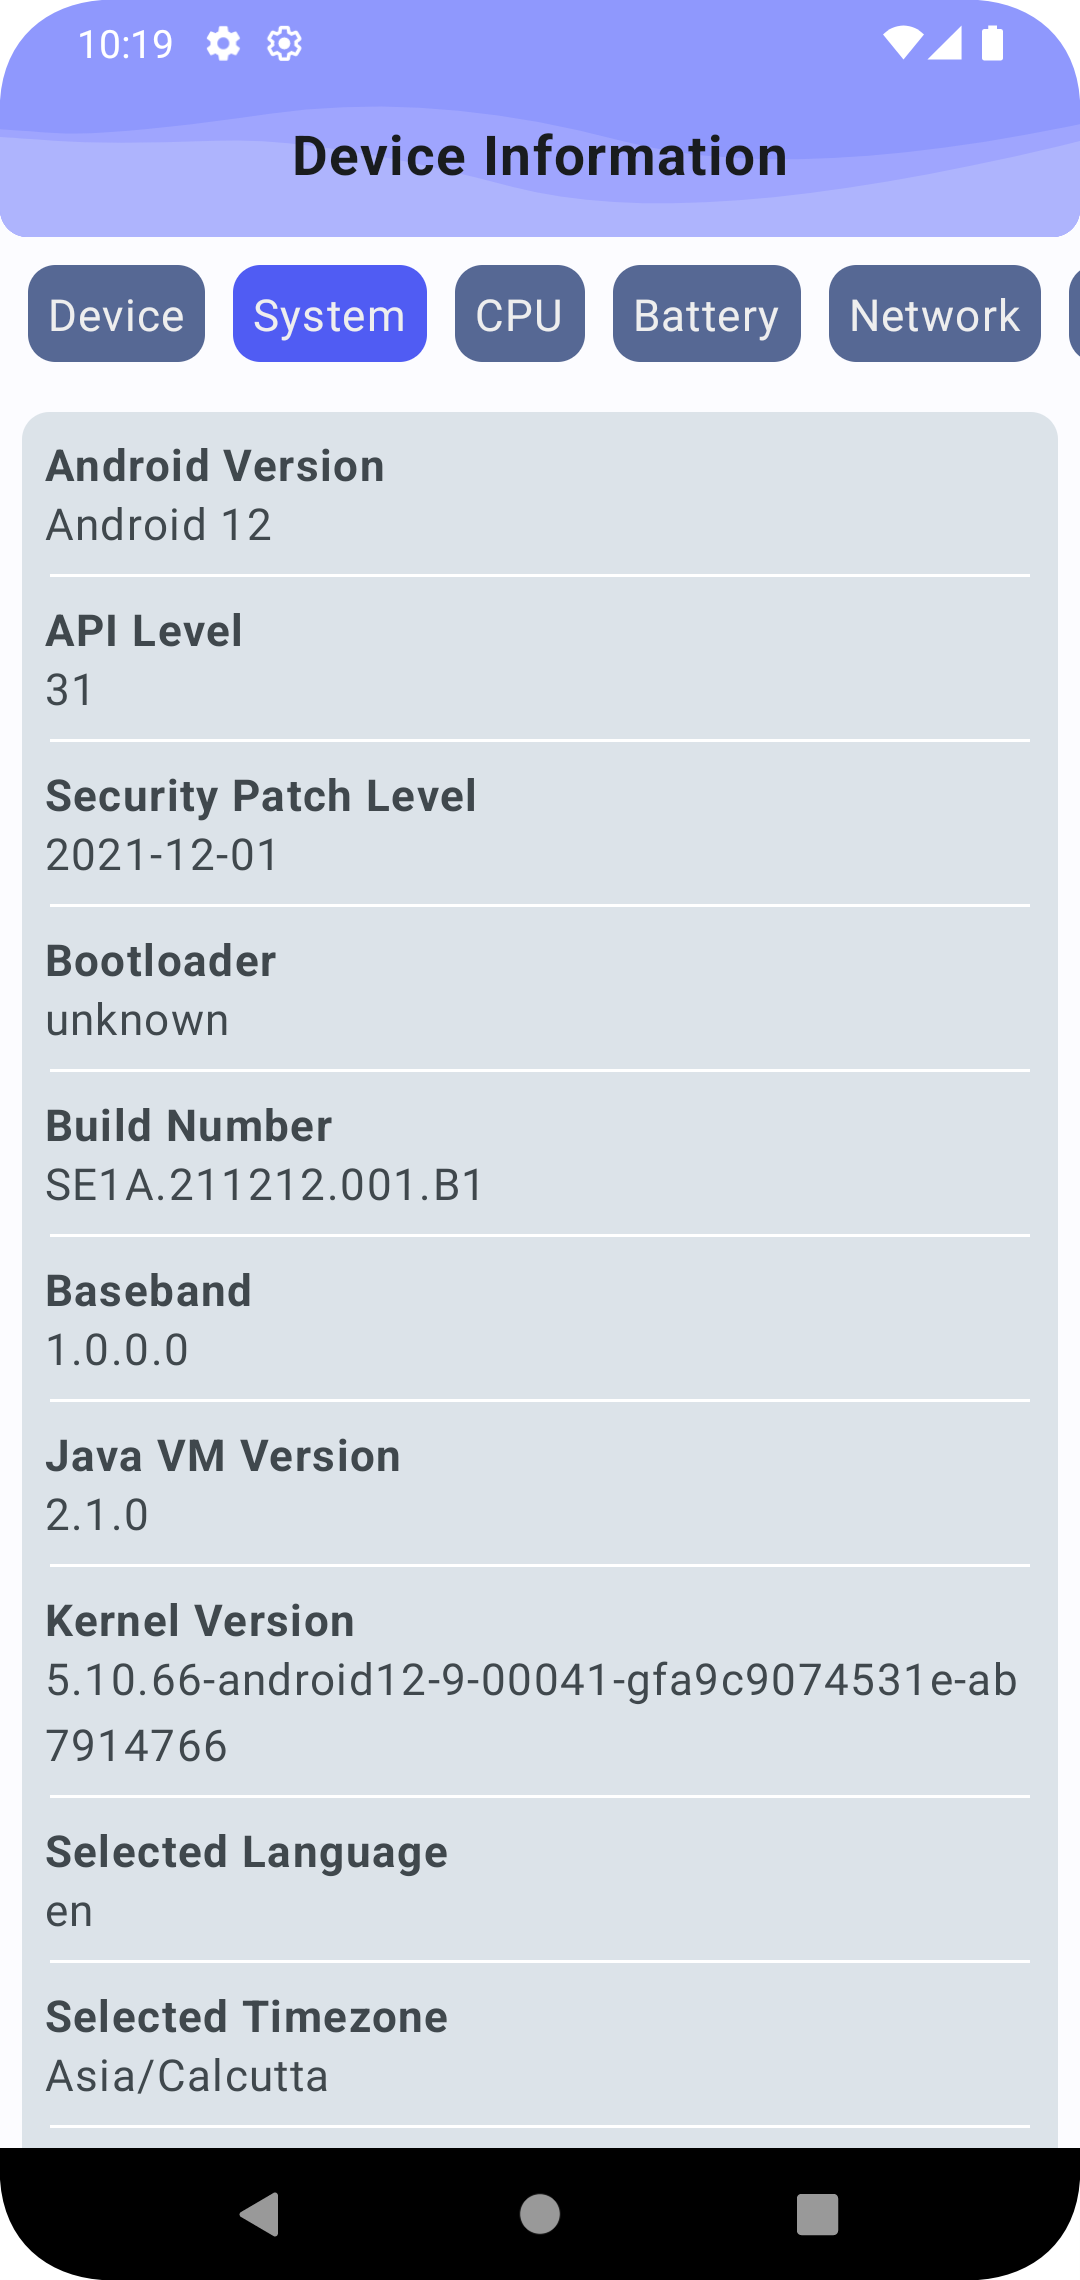 10:19
Device Information
Device System CPU Battery Network
Android Version
Android 12
API Level
31
Security Patch Level
2021-12-01
Bootloader
unknown
Build Number
SE1A.211212.001.B1
Baseband
1.0.0.0
Java VM Version
2.1.0
Kernel Version
5.10.66-android12-9-00041-gfa9c9074531e-ab
7914766
Selected Language
en
Selected Timezone
Asia/Calcutta